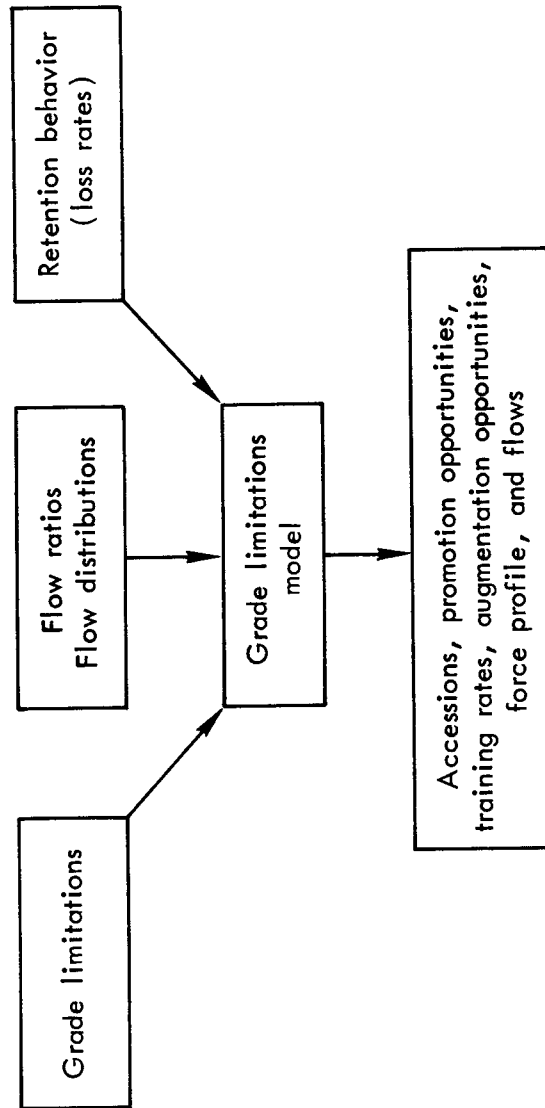 Grade limitations
Flow ratios
Flow distributions
Retention behavior
(loss rates)
Grade limitations
model
Accessions, promotion opportunities,
training rates, augmentation opportunities,
force profile, and flows